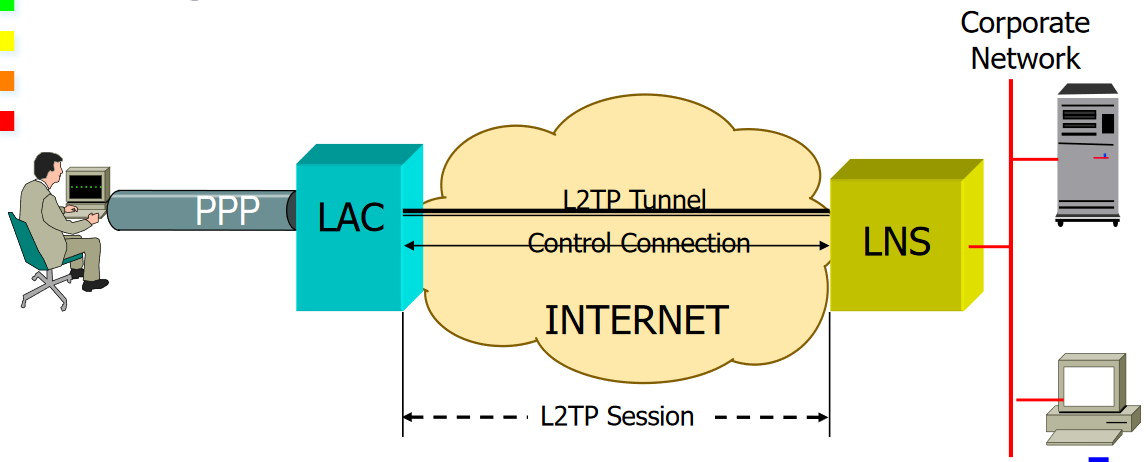 Corporate
Network
PPP
LAC
L2TP Tunnel
Control Connection
LNS
INTERNET
L2TP Session